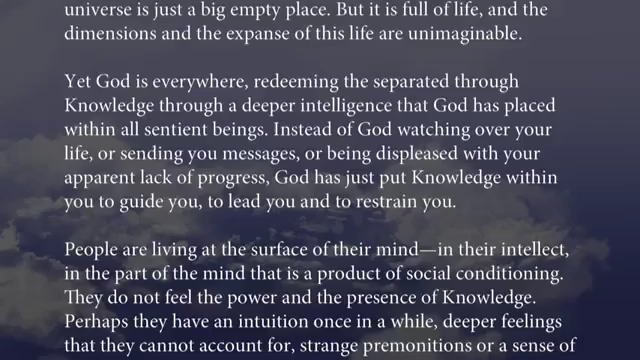 universe is just a big empty place. But it is full of life, and the
dimensions and the expanse of this life are unimaginable.
Yet God is everywhere, redeeming the separated through
Knowledge through a deeper intelligence that God has placed
within all sentient beings. Instead of God watching over your
life, or sending you messages, or being displeased with your
apparent lack of progress, God has just put Knowledge within
you to guide you, to lead you and to restrain you.
People are living at the surface of their mind—in their intellect,
in the part of the mind that is a product of social conditioning.
They do not feel the power and the presence of Knowledge.
Perhaps they have an intuition once in a while, deeper feelings
that they cannot account for, strange premonitions or a sense of